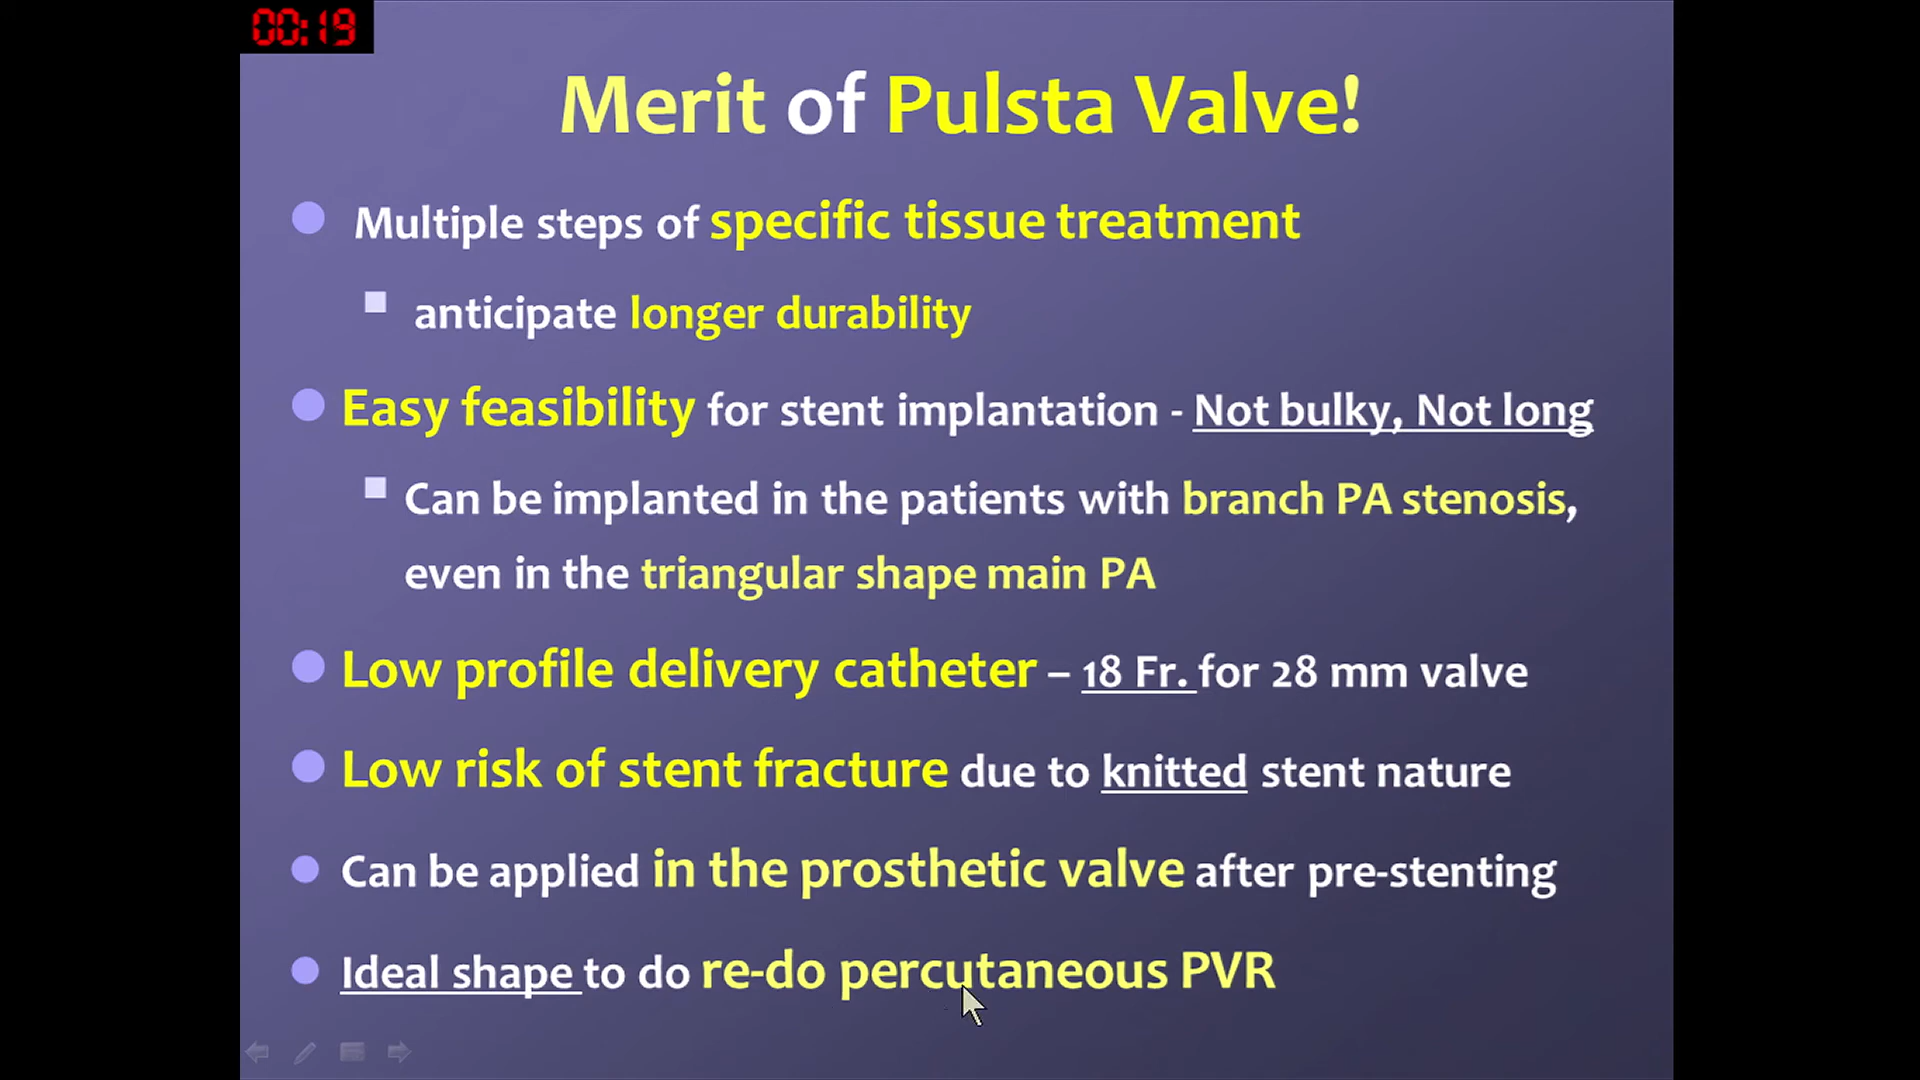 00:19
Merit of Pulsta Valve!
Multiple steps of specific tissue treatment
anticipate longer durability
Easy feasibility for stent implantation - Not bulky, Not long
Can be implanted in the patients with branch PA stenosis,
even in the triangular shape main PA
Low profile delivery catheter – 18 Fr. for 28 mm valve
Low risk of stent fracture due to knitted stent nature
Can be applied in the prosthetic valve after pre-stenting
Ideal shape to do re-do percutaneous PVR